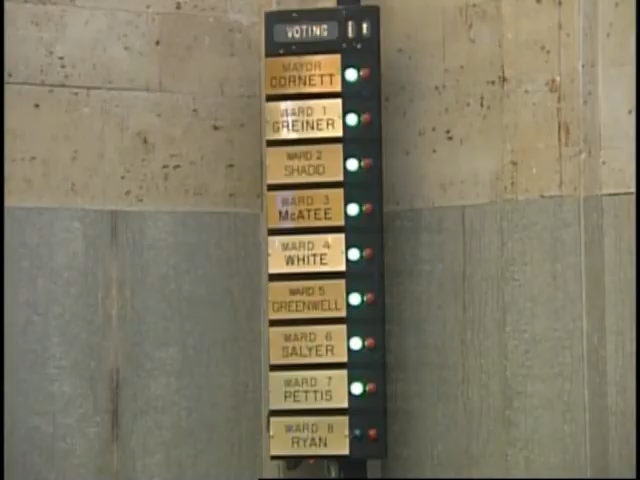 VOTING
MAYOR
CORNETT
WARD 1
GREINER
WARD 2
SHADID
WARD 3
McATEE
WARD 4
WHITE
WARD 5
GREENWELL
WARD 6
SALYER
WARD 7
PETTIS
WARD 8
RYAN